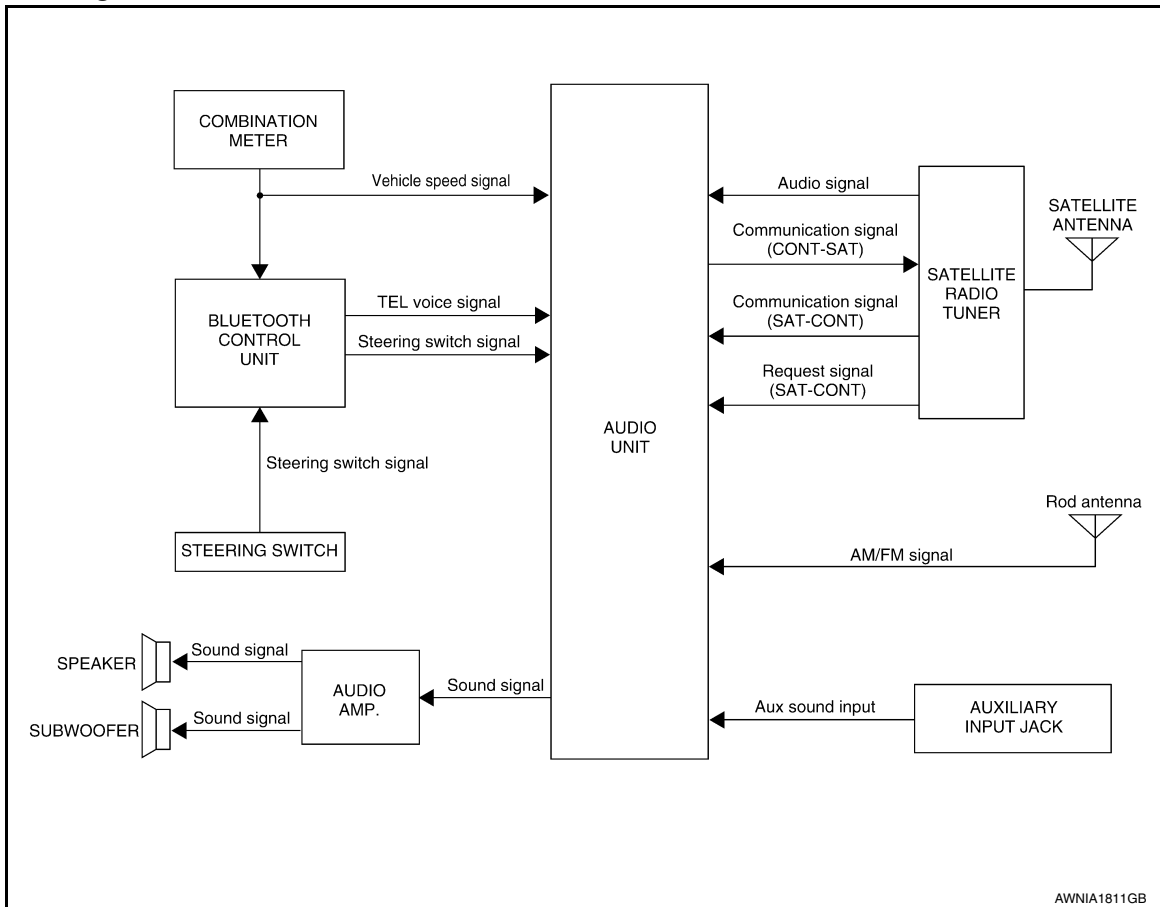 COMBINATION
METER
Vehicle speed signal
BLUETOOTH
CONTROL
UNIT
TEL voice signal
Steering switch signal
Steering switch signal
STEERING SWITCH
SPEAKER
Sound signal
SUBWOOFER
Sound signal
AUDIO
AMP.
Sound signal
AUDIO
UNIT
Audio signal
Communication signal
(CONT-SAT)
Communication signal
(SAT-CONT)
Request signal
(SAT-CONT)
SATELLITE
RADIO
TUNER
SATELLITE
ANTENNA
Rod antenna
AM/FM signal
Aux sound input
AUXILIARY
INPUT JACK
AWNIA1811GB